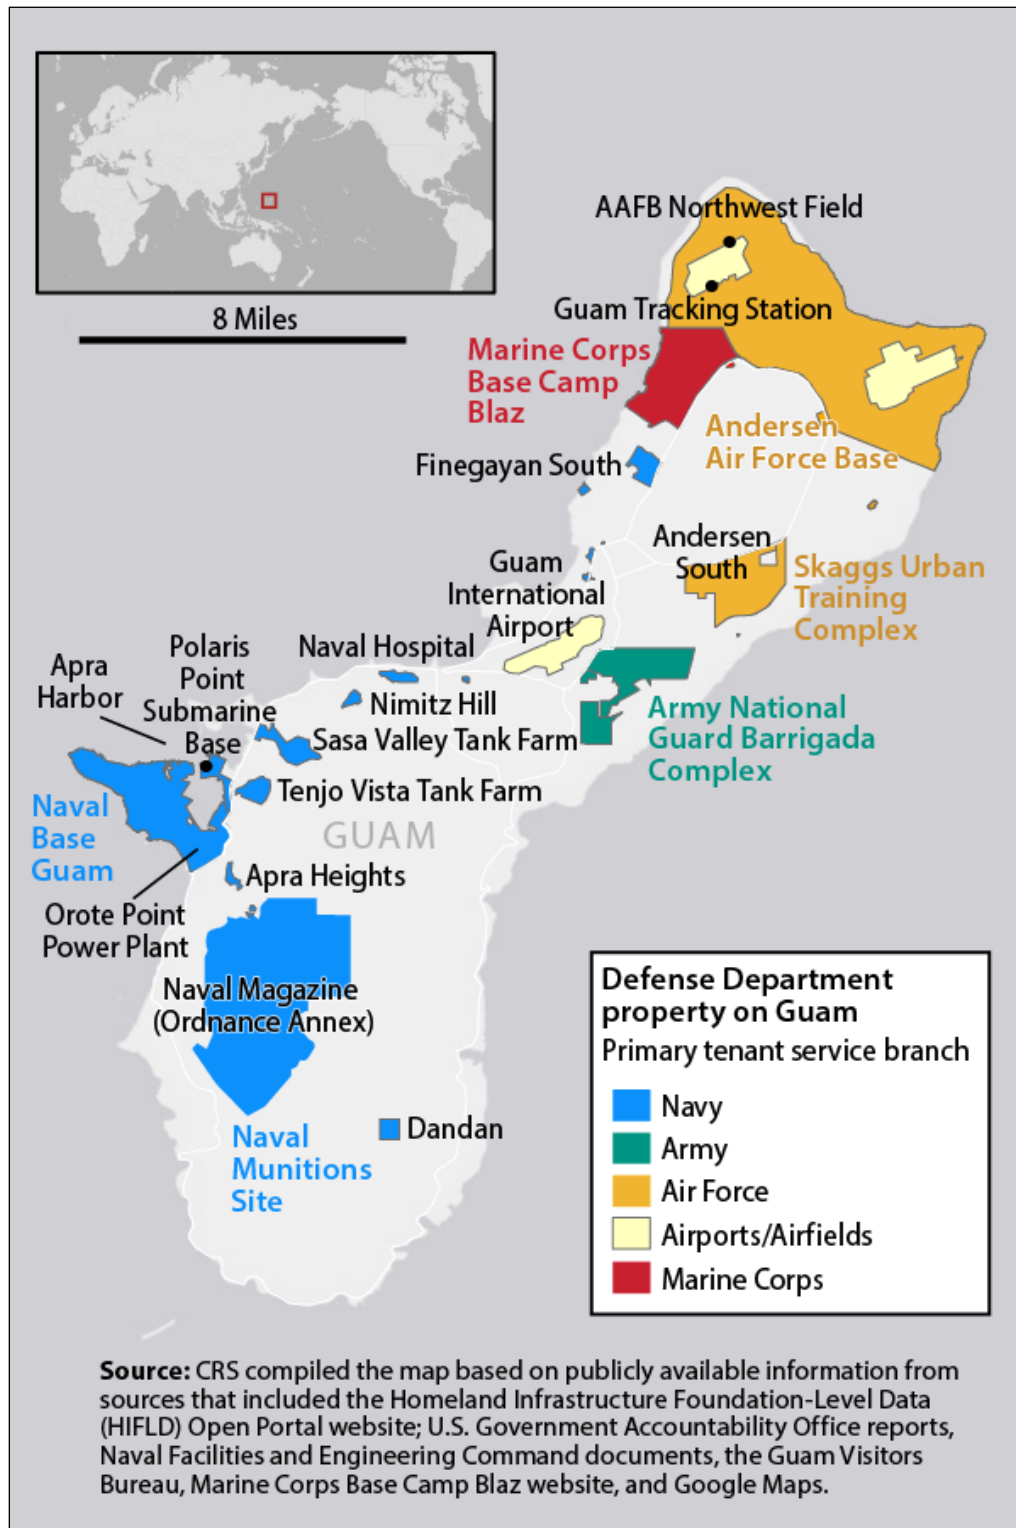 8 Miles
AAFB Northwest Field
Guam Tracking Station
Marine Corps
Base Camp
Blaz
Andersen
Air Force Base
Finegayan South
Andersen
South
Skaggs Urban
Training
Complex
Guam
International
Airport
Naval Hospital
Nimitz Hill
Polaris
Point
Submarine
Base
Apra
Harbor
Sasa Valley Tank Farm
Army National
Guard Barrigada
Complex
Tenjo Vista Tank Farm
Naval
Base
Guam
GUAM
Apra Heights
Orote Point
Power Plant
Naval Magazine
(Ordnance Annex)
Naval
Munitions
Site
Dandan
Defense Department
property on Guam
Primary tenant service branch
Navy
Army
Air Force
Airports/Airfields
Marine Corps
Source: CRS compiled the map based on publicly available information from
sources that included the Homeland Infrastructure Foundation-Level Data
(HIFLD) Open Portal website; U.S. Government Accountability Office reports,
Naval Facilities and Engineering Command documents, the Guam Visitors
Bureau, Marine Corps Base Camp Blaz website, and Google Maps.